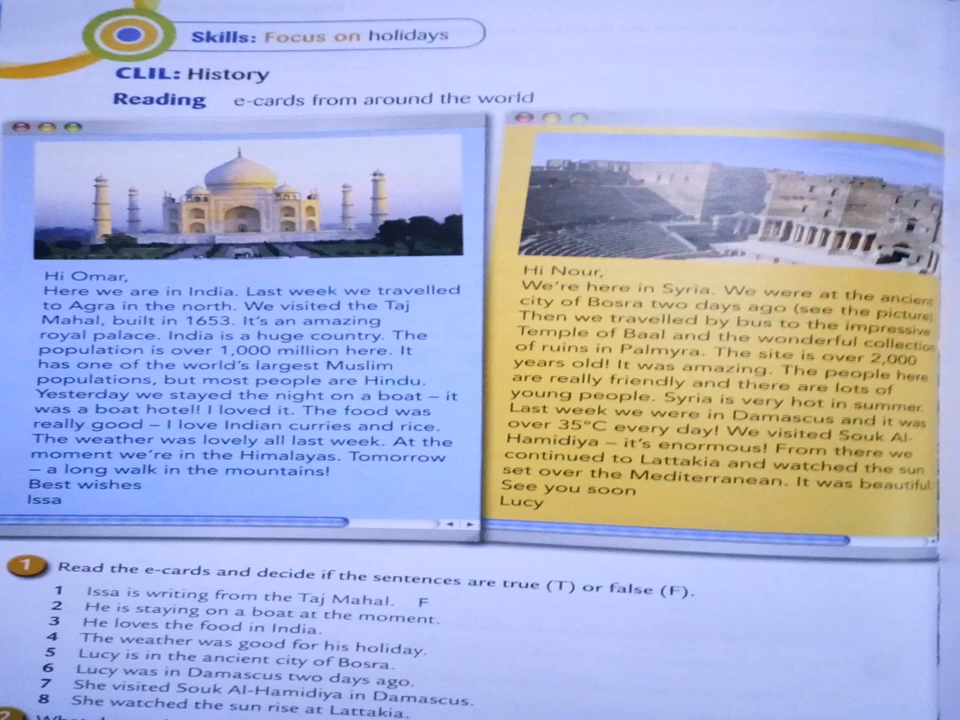 Skills: Focus on holidays
CLIL: History
Reading e-cards from around the world
Hi Omar,
Here we are in India. Last week we travelled
to Agra in the north. We visited the Taj
Mahal, built in 1653. It's an amazing
royal palace. India is a huge country. The
population is over 1,000 million here. It
has one of the world's largest Muslim
populations, but most people are Hindu.
Yesterday we stayed the night on a boat – it
was a boat hotel! I loved it. The food was
really good – I love Indian curries and rice.
The weather was lovely all last week. At the
moment we're in the Himalayas. Tomorrow
– a long walk in the mountains!
Best wishes
Issa
Hi Nour,
We're here in Syria. We were at the ancient
city of Bosra two days ago (see the picture).
Then we travelled by bus to the impressive
Temple of Baal and the wonderful collection
of ruins in Palmyra. The site is over 2,000
years old! It was amazing. The people here
are really friendly and there are lots of
young people. Syria is very hot in summer.
Last week we were in Damascus and it was
over 35°C every day! We visited Souk Al-
Hamidiya – it's enormous! From there we
continued to Lattakia and watched the sun
set over the Mediterranean. It was beautiful.
See you soon
Lucy
1 Read the e-cards and decide if the sentences are true (T) or false (F).
1 Issa is writing from the Taj Mahal. F
2 He is staying on a boat at the moment.
3 He loves the food in India.
4 The weather was good for his holiday.
5 Lucy is in the ancient city of Bosra.
6 Lucy was in Damascus two days ago.
7 She visited Souk Al-Hamidiya in Damascus.
8 She watched the sun rise at Lattakia.
2